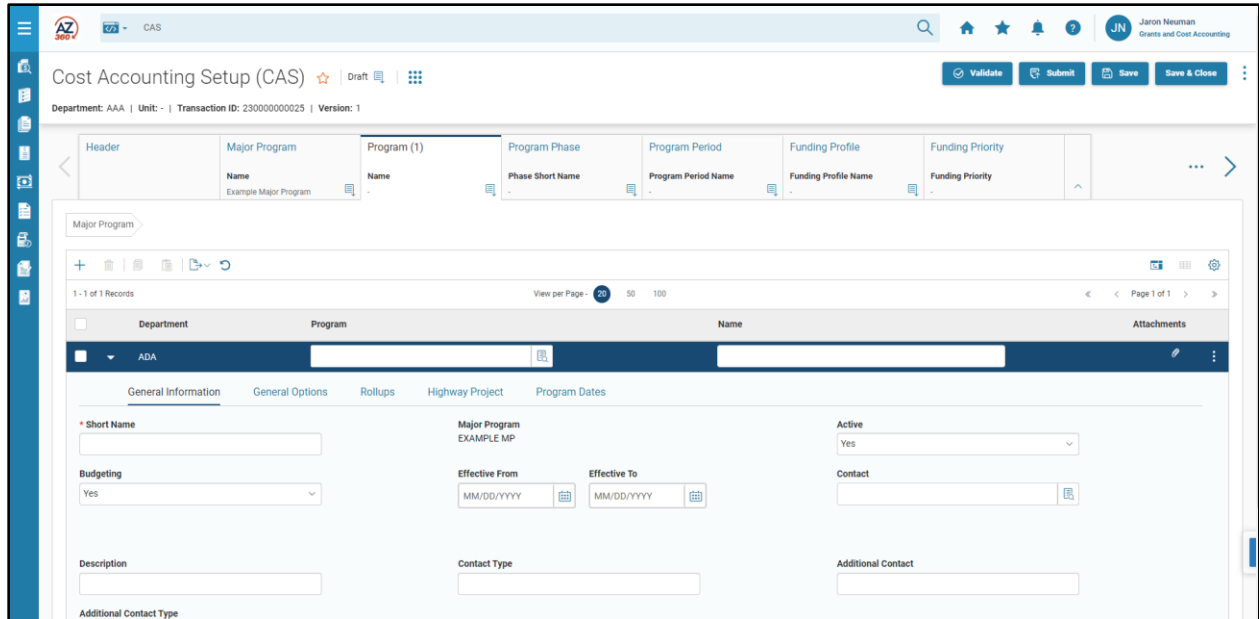 AZ
360
CAS
JN
Jaron Neuman
Grants and Cost Accounting
Cost Accounting Setup (CAS)
Draft
Validate
Submit
Save
Save & Close
Department: AAA | Unit: - | Transaction ID: 230000000025 | Version: 1
Header
Major Program
Name
Example Major Program
Program (1)
Name
-
Program Phase
Phase Short Name
-
Program Period
Program Period Name
-
Funding Profile
Funding Profile Name
-
Funding Priority
Funding Priority
-
Major Program
1 - 1 of 1 Records
View per Page - 20 50 100
Page 1 of 1
Department Program Name Attachments
ADA
General Information General Options Rollups Highway Project Program Dates
* Short Name
Major Program
EXAMPLE MP
Active
Yes
Budgeting
Yes
Effective From
MM/DD/YYYY
Effective To
MM/DD/YYYY
Contact
Description
Contact Type
Additional Contact
Additional Contact Type